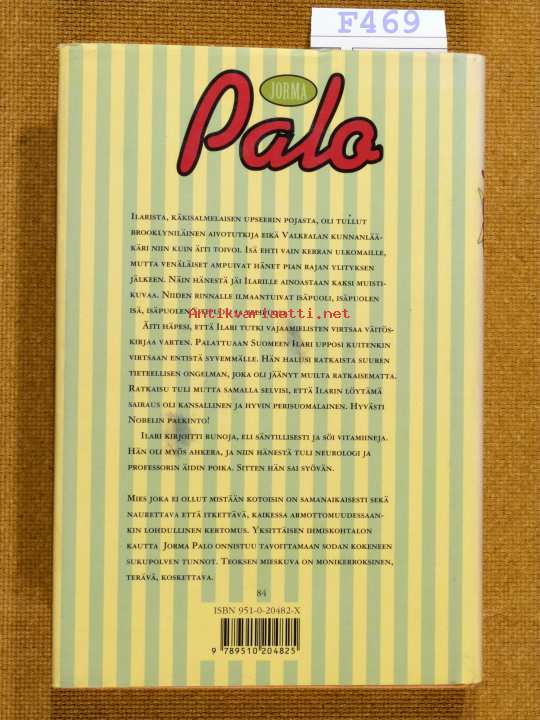 F469
JORMA
Palo
Ilarista, käkisalmelaisen upseerin pojasta, oli tullut
brooklyniläinen aivotutkija eikä Valkealan kunnanlää-
käri niin kuin äiti toivoi. Isä ehti vain kerran ulkomaille,
mutta venäläiset ampuivat hänet pian rajan ylityksen
jälkeen. Näin hänestä jäi Ilarille ainoastaan kaksi muisti-
kuvaa. Niiden rinnalle ilmaantuivat isäpuoli, isäpuolen
isä, isäpuolen
Antikvariaatti.net
Äiti häpesi, että Ilari tutki vajaamielisten virtsaa väitös-
kirjaa varten. Palattuaan Suomeen Ilari upposi kuitenkin
virtsaan entistä syvemmälle. Hän halusi ratkaista suuren
tieteellisen ongelman, joka oli jäänyt muilta ratkaisematta.
Ratkaisu tuli mutta samalla selvisi, että Ilarin löytämä
sairaus oli kansallinen ja hyvin perisuomalainen. Hyvästi
Nobelin palkinto!
Ilari kirjoitti runoja, eli säntillisesti ja söi vitamiineja.
Hän oli myös ahkera, ja niin hänestä tuli neurologi ja
professorin äidin poika. Sitten hän sai syövän.
Mies joka ei ollut mistään kotoisin on samanaikaisesti sekä
naurettava että itkettävä, kaikessa armottomuudessaan-
kin lohdullinen kertomus. Yksittäisen ihmiskohtalon
kautta Jorma Palo onnistuu tavoittamaan sodan kokeneen
sukupolven tunnot. Teoksen mieskuva on monikerroksinen,
terävä, koskettava.
84
ISBN 951-0-20482-X
9 789510 204825